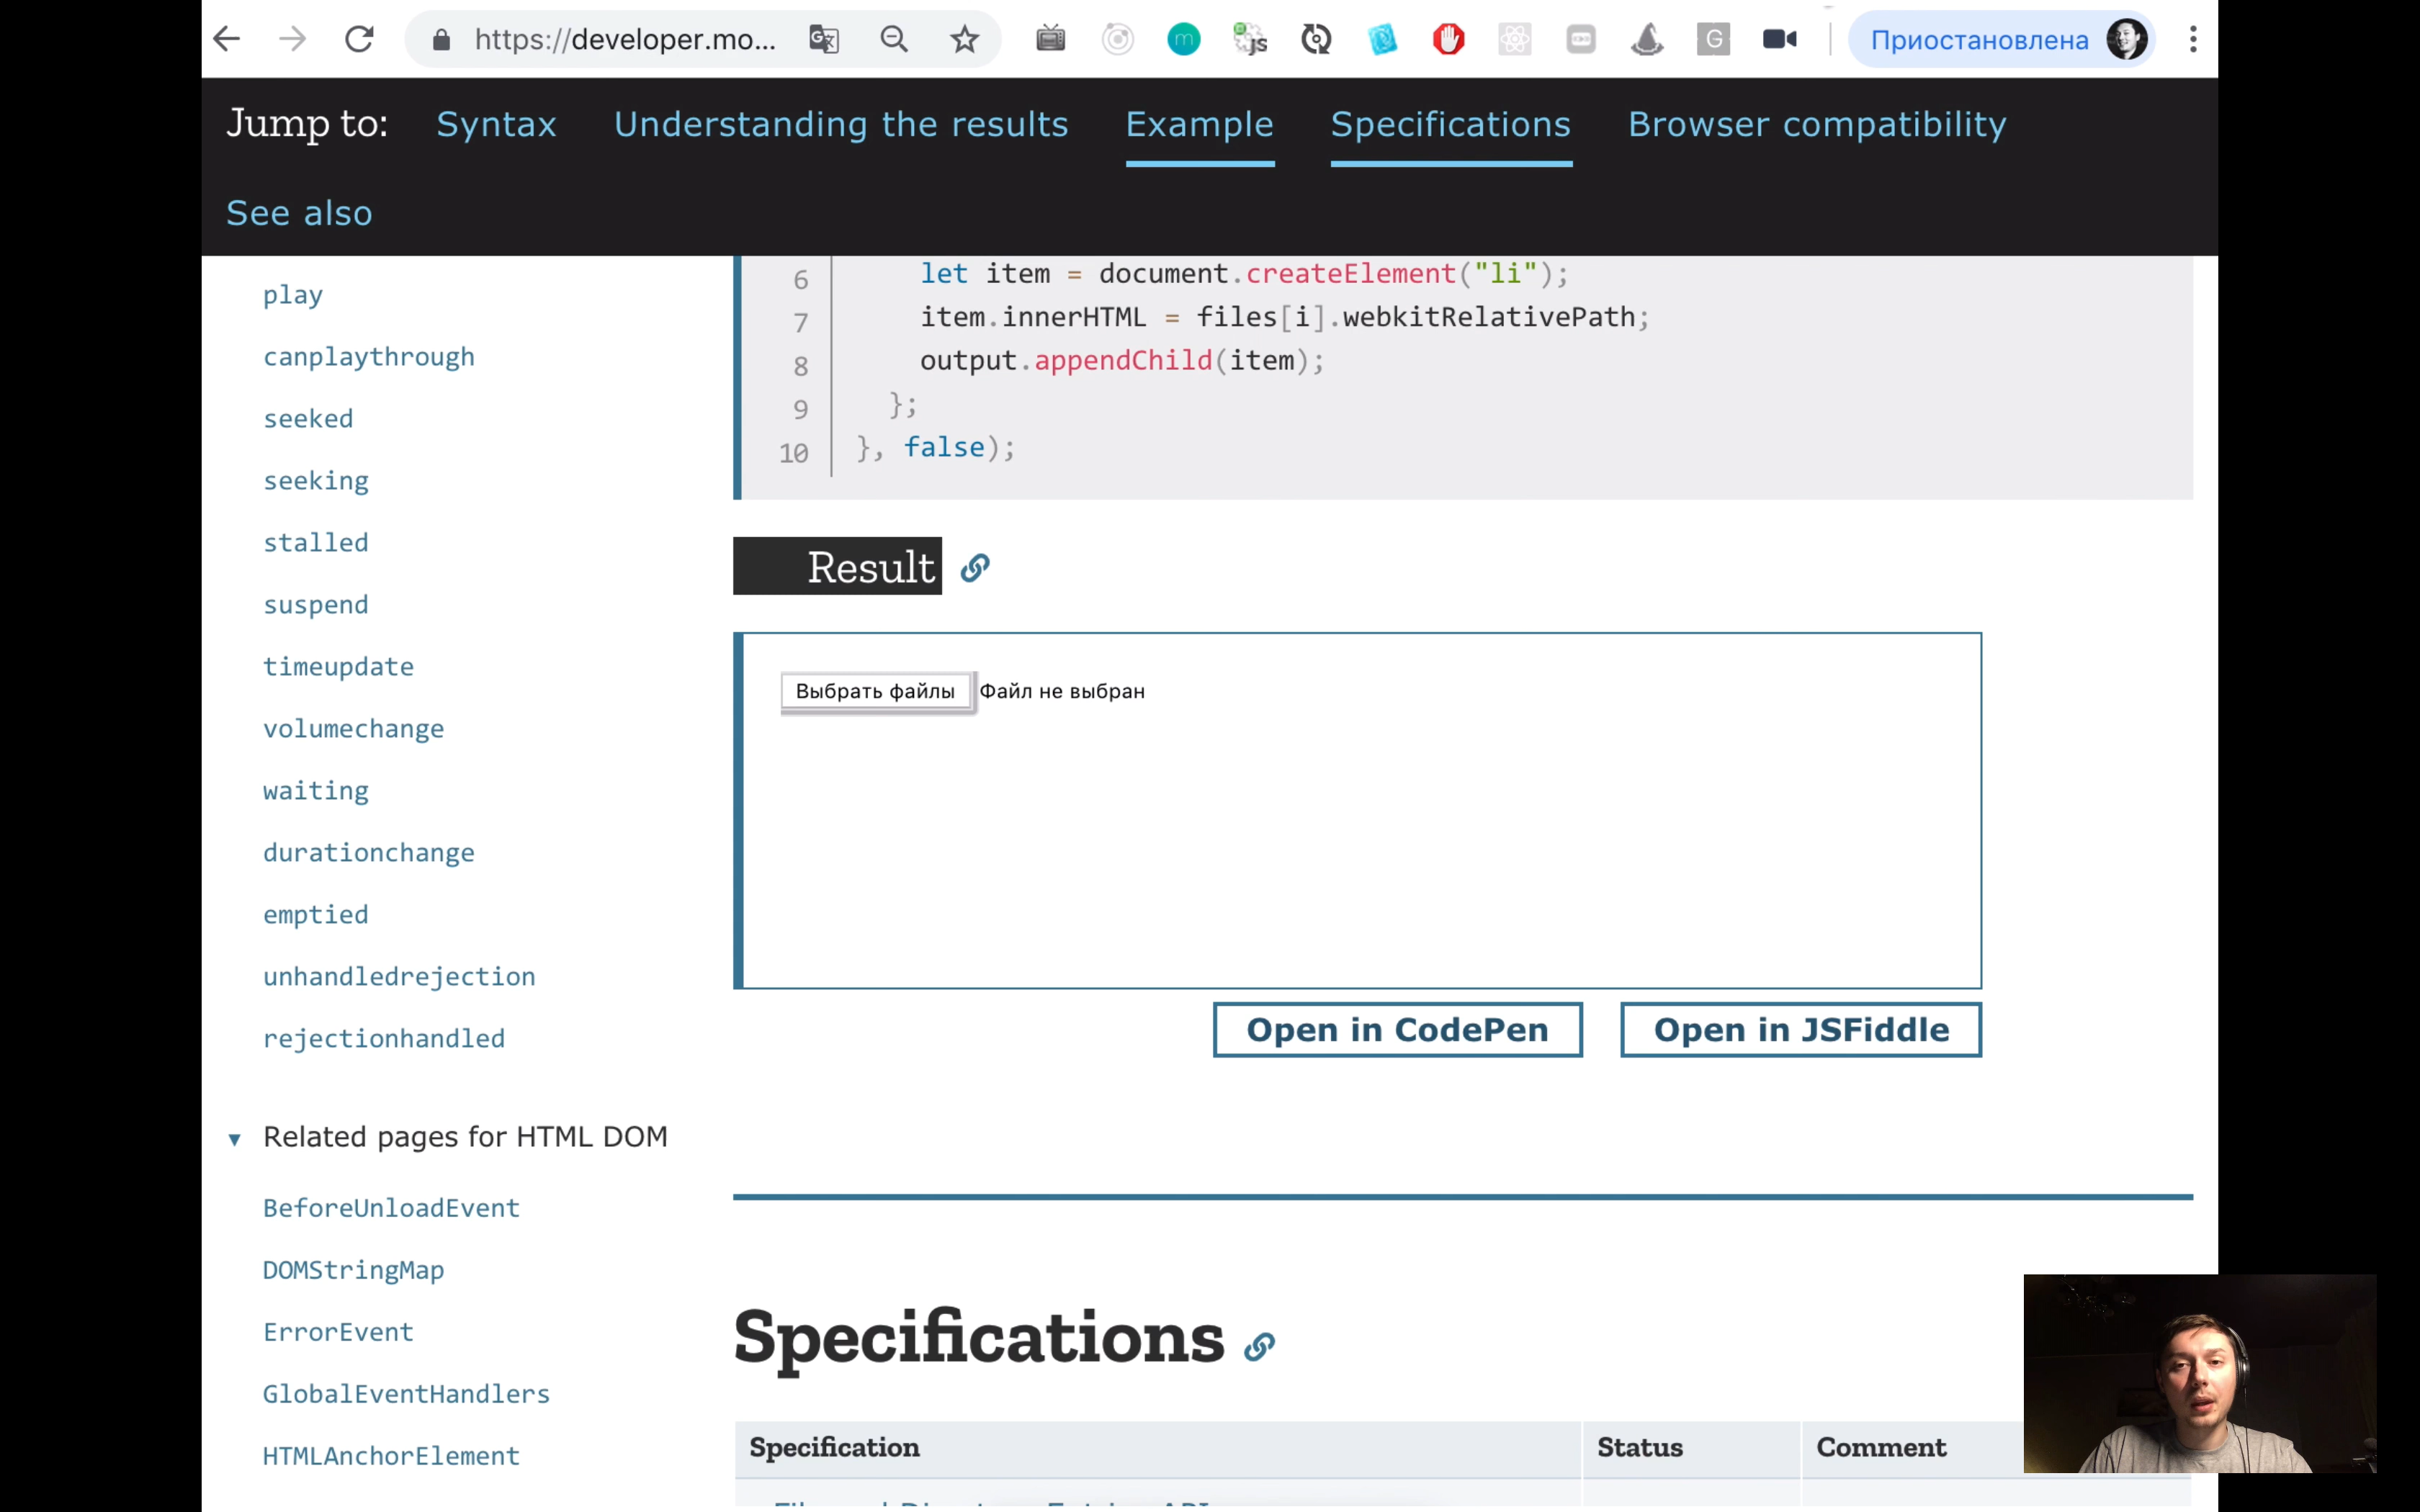 https://developer.mo...
Приостановлена
Jump to: Syntax Understanding the results Example Specifications Browser compatibility
See also
play
canplaythrough
seeked
seeking
stalled
suspend
timeupdate
volumechange
waiting
durationchange
emptied
unhandledrejection
rejectionhandled
▼ Related pages for HTML DOM
BeforeUnloadEvent
DOMStringMap
ErrorEvent
GlobalEventHandlers
HTMLAnchorElement
6 let item = document.createElement("li");
7 item.innerHTML = files[i].webkitRelativePath;
8 output.appendChild(item);
9 };
10 }, false);
Result
Выбрать файлы Файл не выбран
Open in CodePen Open in JSFiddle
Specifications
Specification Status Comment